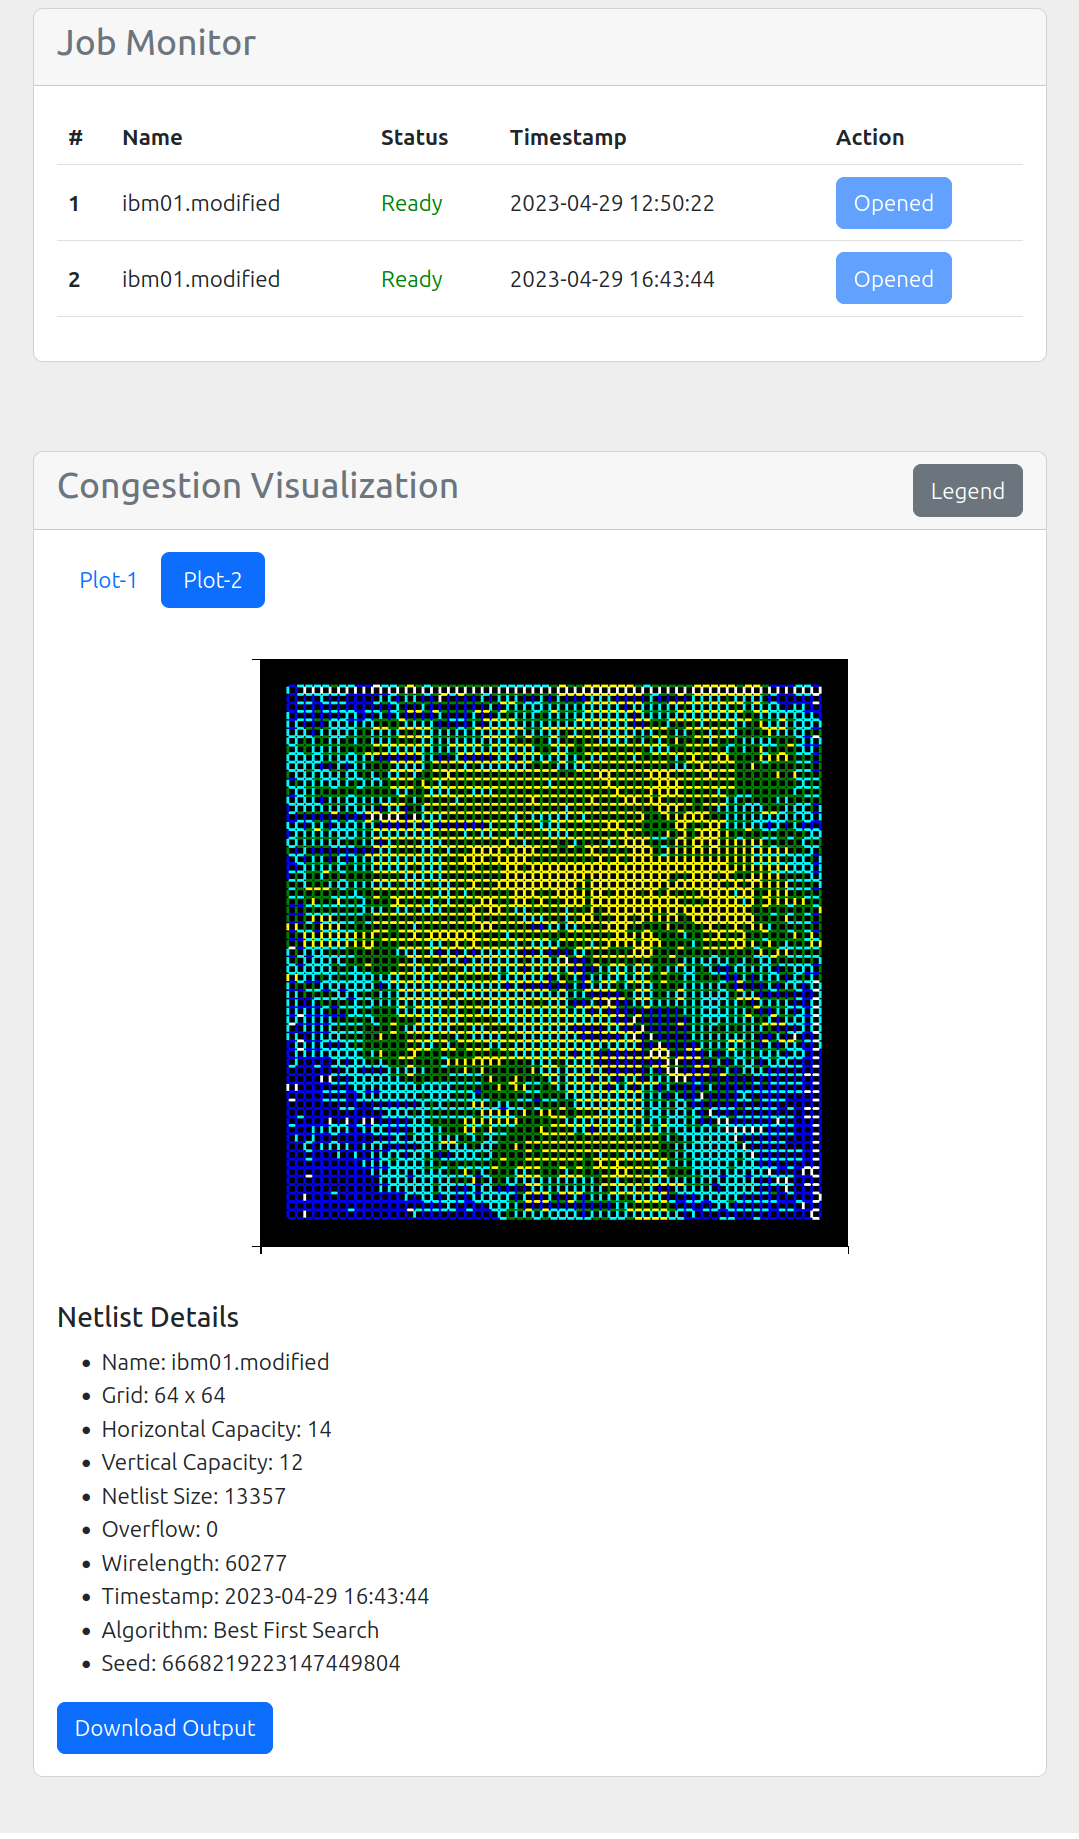 Job Monitor
# Name Status Timestamp Action
1 ibm01.modified Ready 2023-04-29 12:50:22 Opened
2 ibm01.modified Ready 2023-04-29 16:43:44 Opened
Congestion Visualization Legend
Plot-1 Plot-2
Netlist Details
• Name: ibm01.modified
• Grid: 64 x 64
• Horizontal Capacity: 14
• Vertical Capacity: 12
• Netlist Size: 13357
• Overflow: 0
• Wirelength: 60277
• Timestamp: 2023-04-29 16:43:44
• Algorithm: Best First Search
• Seed: 6668219223147449804
Download Output